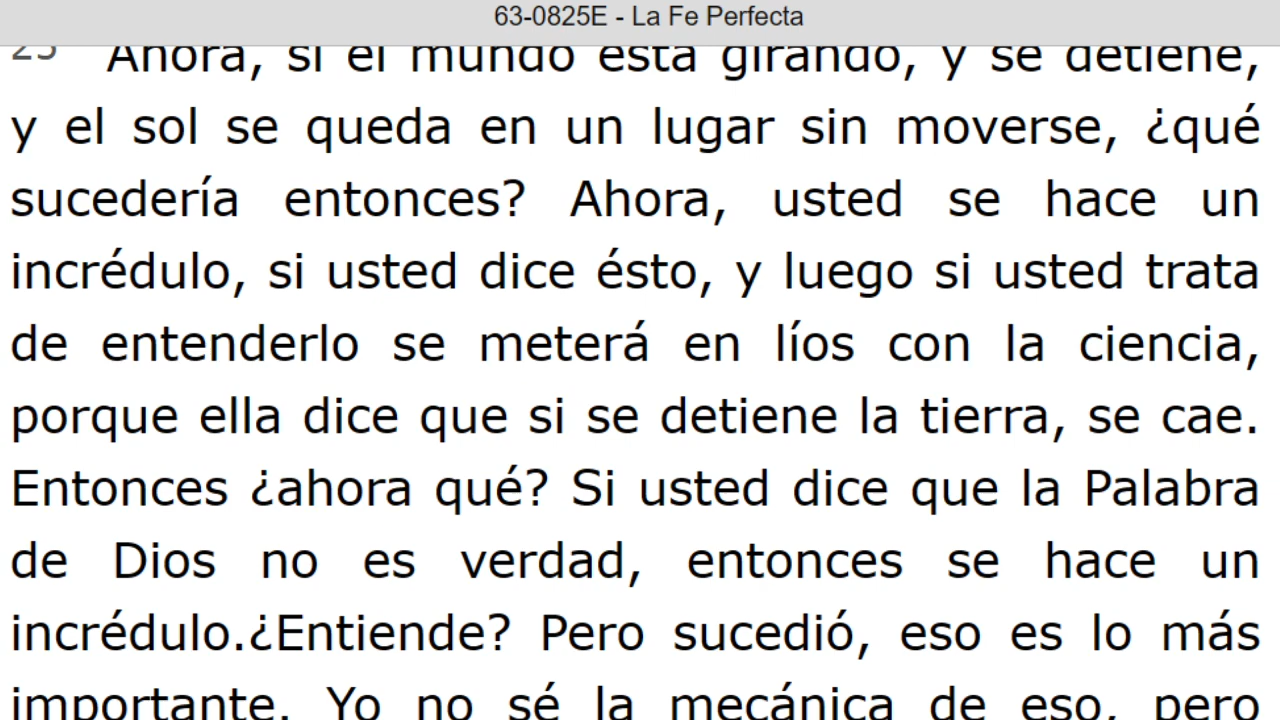 63-0825E - La Fe Perfecta
25 Ahora, si el mundo está girando, y se detiene,
y el sol se queda en un lugar sin moverse, ¿qué
sucedería entonces? Ahora, usted se hace un
incrédulo, si usted dice ésto, y luego si usted trata
de entenderlo se meterá en líos con la ciencia,
porque ella dice que si se detiene la tierra, se cae.
Entonces ¿ahora qué? Si usted dice que la Palabra
de Dios no es verdad, entonces se hace un
incrédulo.¿Entiende? Pero sucedió, eso es lo más
importante. Yo no sé la mecánica de eso, pero